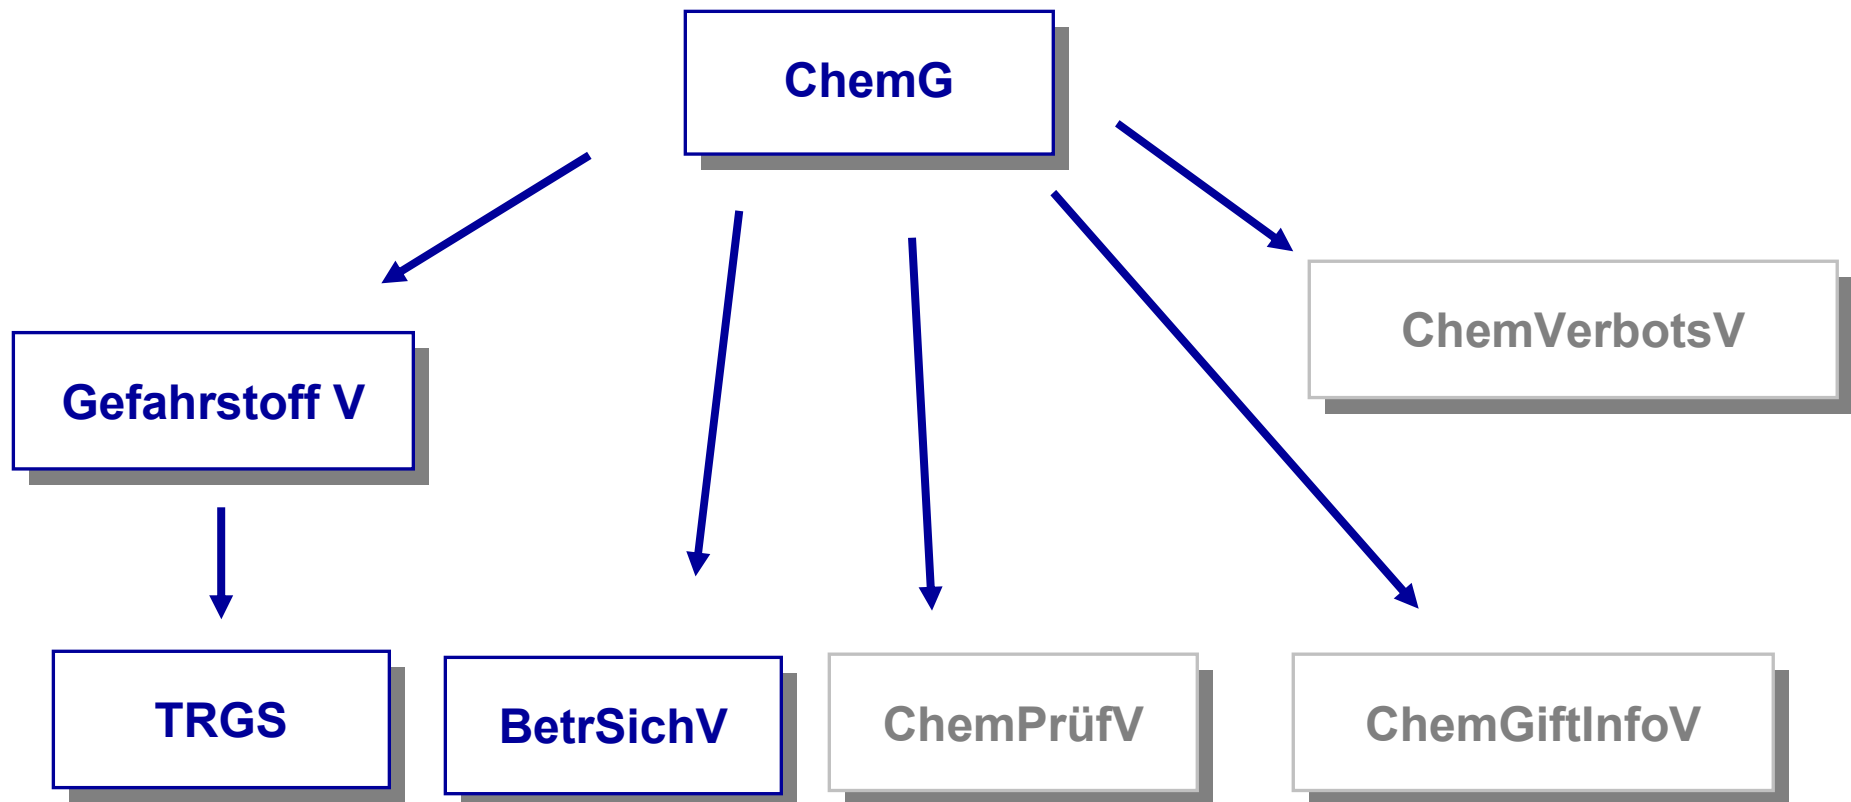 ChemG
ChemVerbotsV
Gefahrstoff V
TRGS
BetrSichV
ChemPrüfV
ChemGiftInfoV